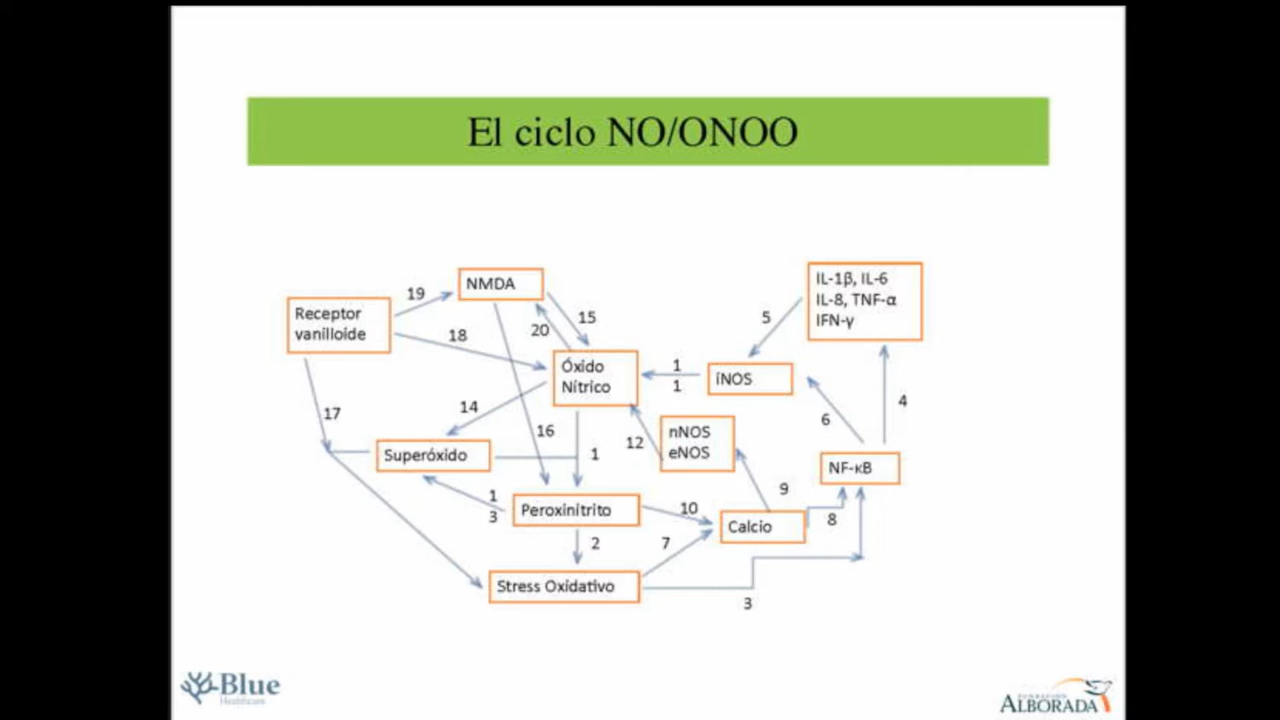 El ciclo NO/ONOO
NMDA
IL-1β, IL-6
IL-8, TNF-α
IFN-γ
Receptor
vanilloide
19
15
20
5
18
Óxido
Nítrico
1
1
iNOS
4
17
14
16
6
nNOS
eNOS
12
1
Superóxido
NF-κB
9
1
3
Peroxinitrito
10
8
Calcio
2
7
Stress Oxidativo
3
Blue
Healthcare
FUNDACIÓN
ALBORADA